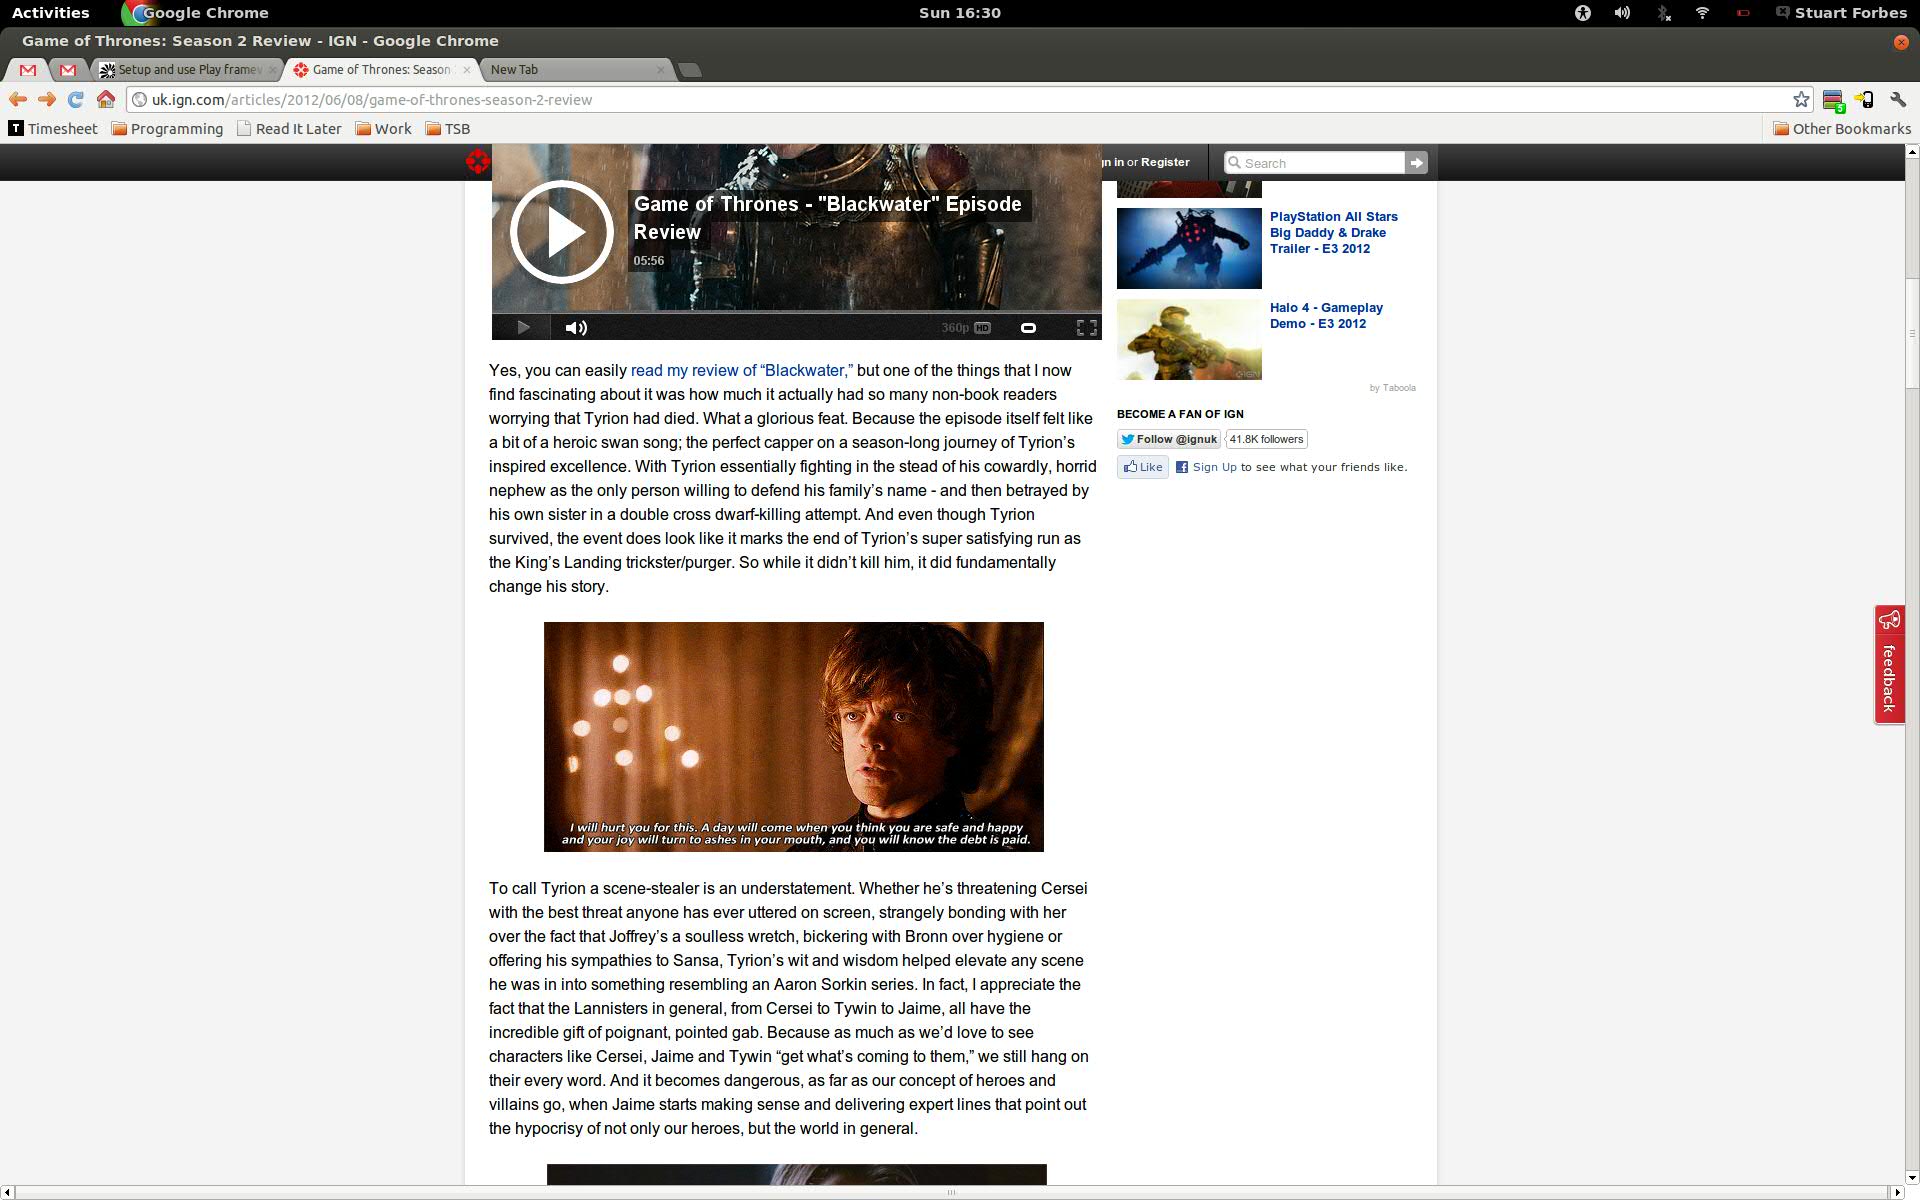 Activities
Google Chrome
Sun 16:30
Stuart Forbes
Game of Thrones: Season 2 Review - IGN - Google Chrome
Setup and use Play framew
Game of Thrones: Season
New Tab
uk.ign.com/articles/2012/06/08/game-of-thrones-season-2-review
T Timesheet
Programming
Read It Later
Work
TSB
Other Bookmarks
n in or Register
Search
Game of Thrones - "Blackwater" Episode
Review
05:56
360p HD
PlayStation All Stars
Big Daddy & Drake
Trailer - E3 2012
Halo 4 - Gameplay
Demo - E3 2012
IGN
by Taboola
BECOME A FAN OF IGN
Follow @ignuk
41.8K followers
Like
Sign Up to see what your friends like.
Yes, you can easily read my review of “Blackwater,” but one of the things that I now
find fascinating about it was how much it actually had so many non-book readers
worrying that Tyrion had died. What a glorious feat. Because the episode itself felt like
a bit of a heroic swan song; the perfect capper on a season-long journey of Tyrion’s
inspired excellence. With Tyrion essentially fighting in the stead of his cowardly, horrid
nephew as the only person willing to defend his family’s name - and then betrayed by
his own sister in a double cross dwarf-killing attempt. And even though Tyrion
survived, the event does look like it marks the end of Tyrion’s super satisfying run as
the King’s Landing trickster/purger. So while it didn’t kill him, it did fundamentally
change his story.
I will hurt you for this. A day will come when you think you are safe and happy
and your joy will turn to ashes in your mouth, and you will know the debt is paid.
To call Tyrion a scene-stealer is an understatement. Whether he’s threatening Cersei
with the best threat anyone has ever uttered on screen, strangely bonding with her
over the fact that Joffrey’s a soulless wretch, bickering with Bronn over hygiene or
offering his sympathies to Sansa, Tyrion’s wit and wisdom helped elevate any scene
he was in into something resembling an Aaron Sorkin series. In fact, I appreciate the
fact that the Lannisters in general, from Cersei to Tywin to Jaime, all have the
incredible gift of poignant, pointed gab. Because as much as we’d love to see
characters like Cersei, Jaime and Tywin “get what’s coming to them,” we still hang on
their every word. And it becomes dangerous, as far as our concept of heroes and
villains go, when Jaime starts making sense and delivering expert lines that point out
the hypocrisy of not only our heroes, but the world in general.
feedback